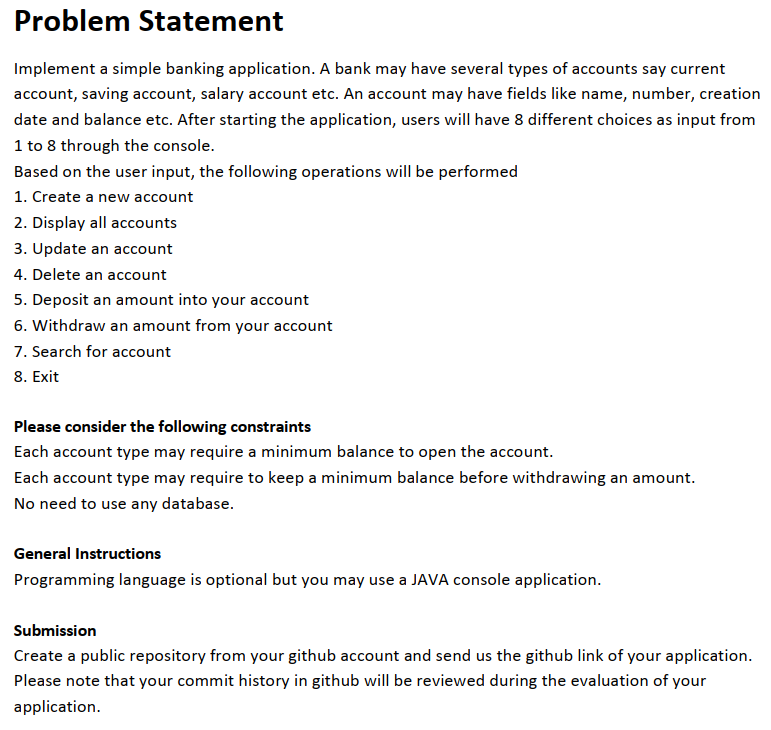 Problem Statement
Implement a simple banking application. A bank may have several types of accounts say current
account, saving account, salary account etc. An account may have fields like name, number, creation
date and balance etc. After starting the application, users will have 8 different choices as input from
1 to 8 through the console.
Based on the user input, the following operations will be performed
1. Create a new account
2. Display all accounts
3. Update an account
4. Delete an account
5. Deposit an amount into your account
6. Withdraw an amount from your account
7. Search for account
8. Exit
Please consider the following constraints
Each account type may require a minimum balance to open the account.
Each account type may require to keep a minimum balance before withdrawing an amount.
No need to use any database.
General Instructions
Programming language is optional but you may use a JAVA console application.
Submission
Create a public repository from your github account and send us the github link of your application.
Please note that your commit history in github will be reviewed during the evaluation of your
application.